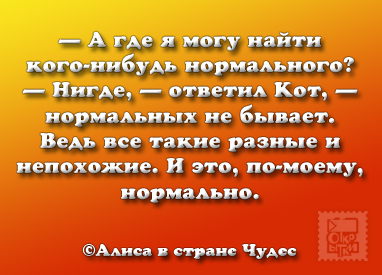 — А где я могу найти
кого-нибудь нормального?
— Нигде, — ответил Кот, —
нормальных не бывает.
Ведь все такие разные и
непохожие. И это, по-моему,
нормально.
©Алиса в стране Чудес
ОТКРЫТКИ